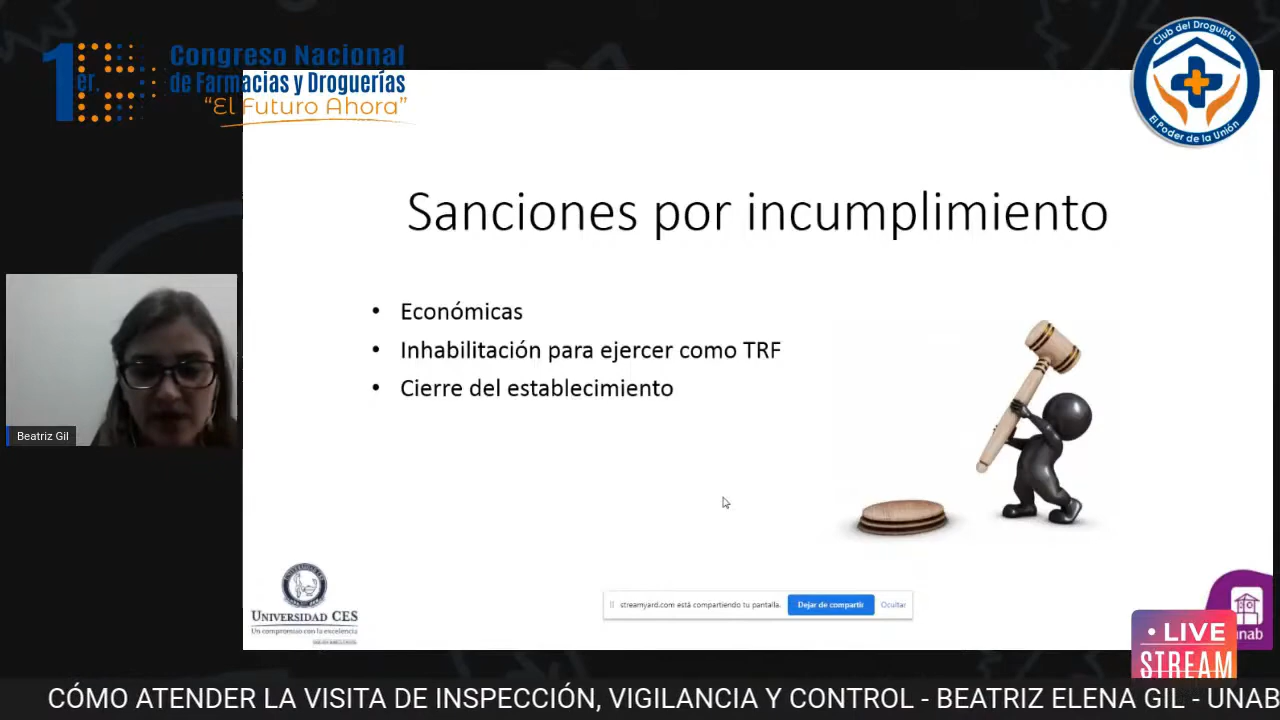 1er.
Congreso Nacional
de Farmacias y Droguerías
“El Futuro Ahora”
Club del Droguista
El Poder de la Unión
Sanciones por incumplimiento
• Económicas
• Inhabilitación para ejercer como TRF
• Cierre del establecimiento
Beatriz Gil
UNIVERSIDAD CES
Un compromiso con la excelencia
streamyard.com está compartiendo tu pantalla.
Dejar de compartir
Ocultar
unab
• LIVE
STREAM
CÓMO ATENDER LA VISITA DE INSPECCIÓN, VIGILANCIA Y CONTROL - BEATRIZ ELENA GIL - UNAB